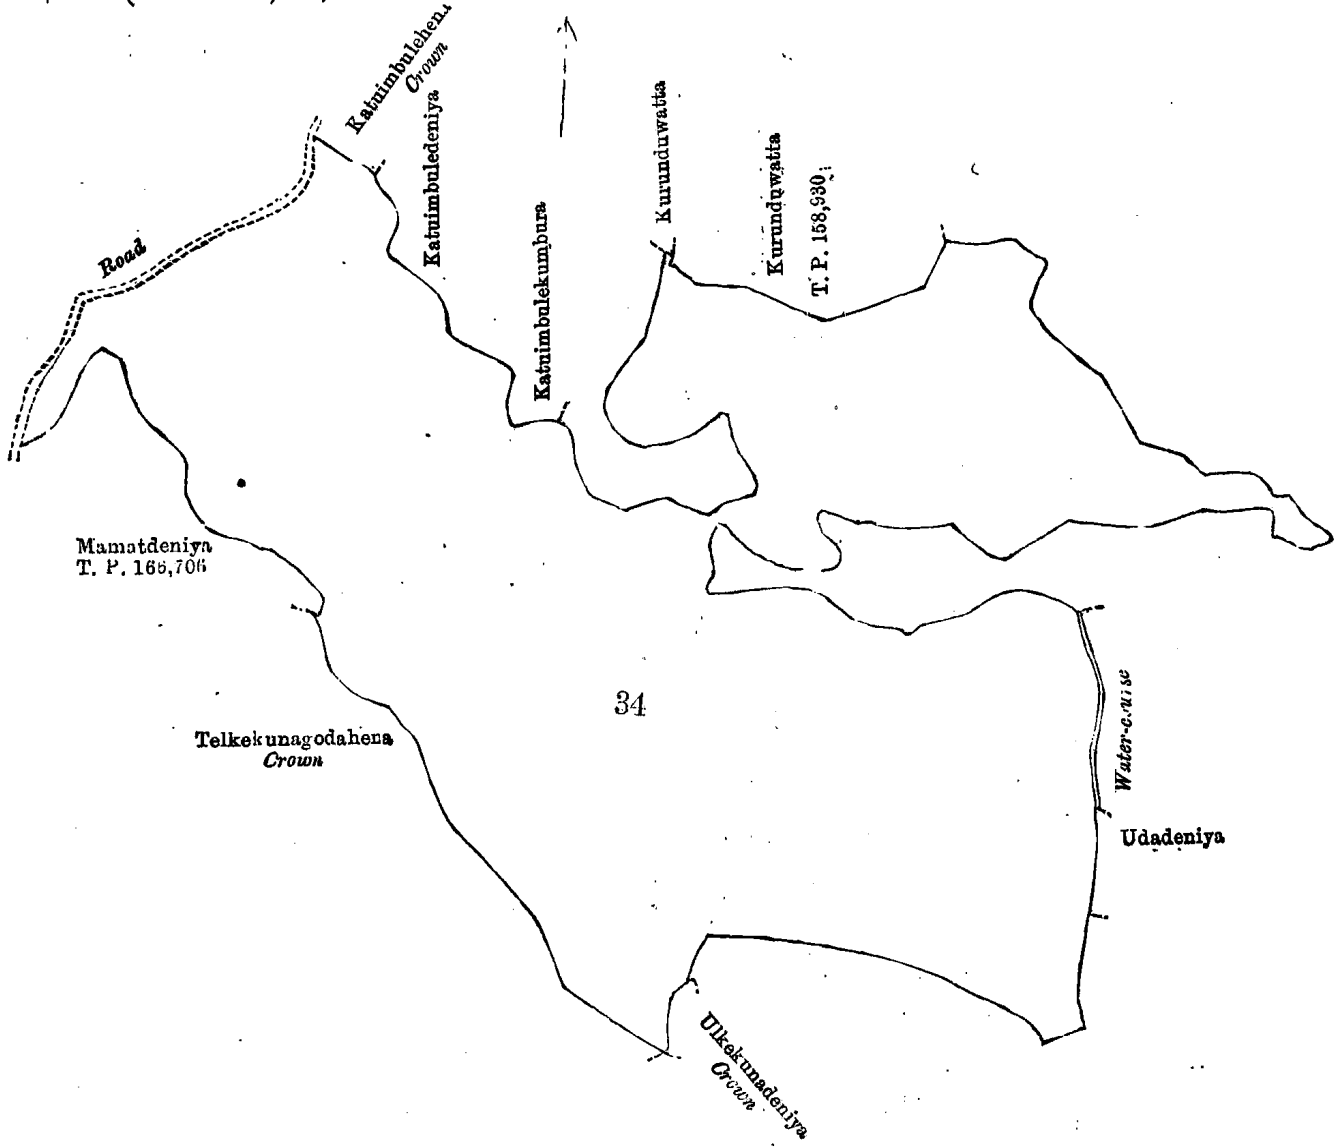 Katuimbulehena
Crown
Katuimbuledeniya
Kurunduwatta
Kurunduwatta
T. P. 158,930
Katuimbulekumbura
Road
Mamatdeniya
T. P. 166,706
34
Telkekunagodahena
Crown
Water-course
Udadeniya
Ulkekunadeniya
Crown